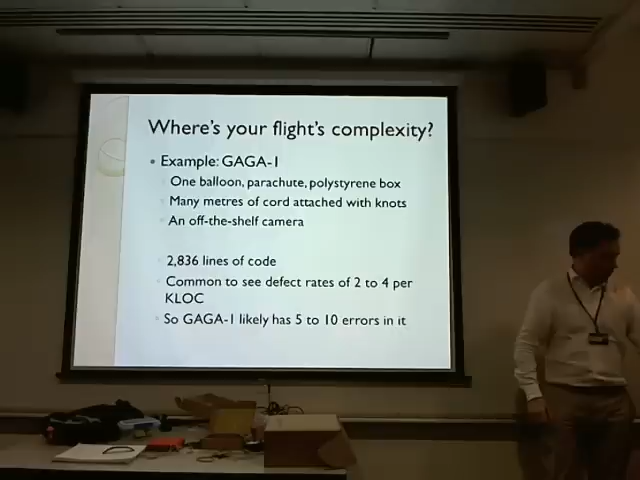 Where's your flight's complexity?
Example: GAGA-1
One balloon, parachute, polystyrene box
Many metres of cord attached with knots
An off-the-shelf camera
2,836 lines of code
Common to see defect rates of 2 to 4 per
KLOC
So GAGA-1 likely has 5 to 10 errors in it